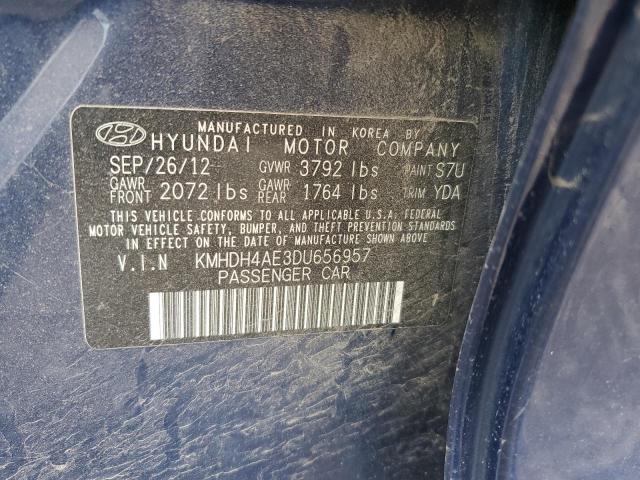 MANUFACTURED IN KOREA BY
HYUNDAI MOTOR COMPANY
SEP/26/12 GVWR 3792 lbs PAINT S7U
GAWR FRONT 2072 lbs GAWR REAR 1764 lbs TRIM YDA
THIS VEHICLE CONFORMS TO ALL APPLICABLE U.S.A. FEDERAL
MOTOR VEHICLE SAFETY, BUMPER, AND THEFT PREVENTION STANDARDS
IN EFFECT ON THE DATE OF MANUFACTURE SHOWN ABOVE.
V.I.N KMHDH4AE3DU656957
PASSENGER CAR